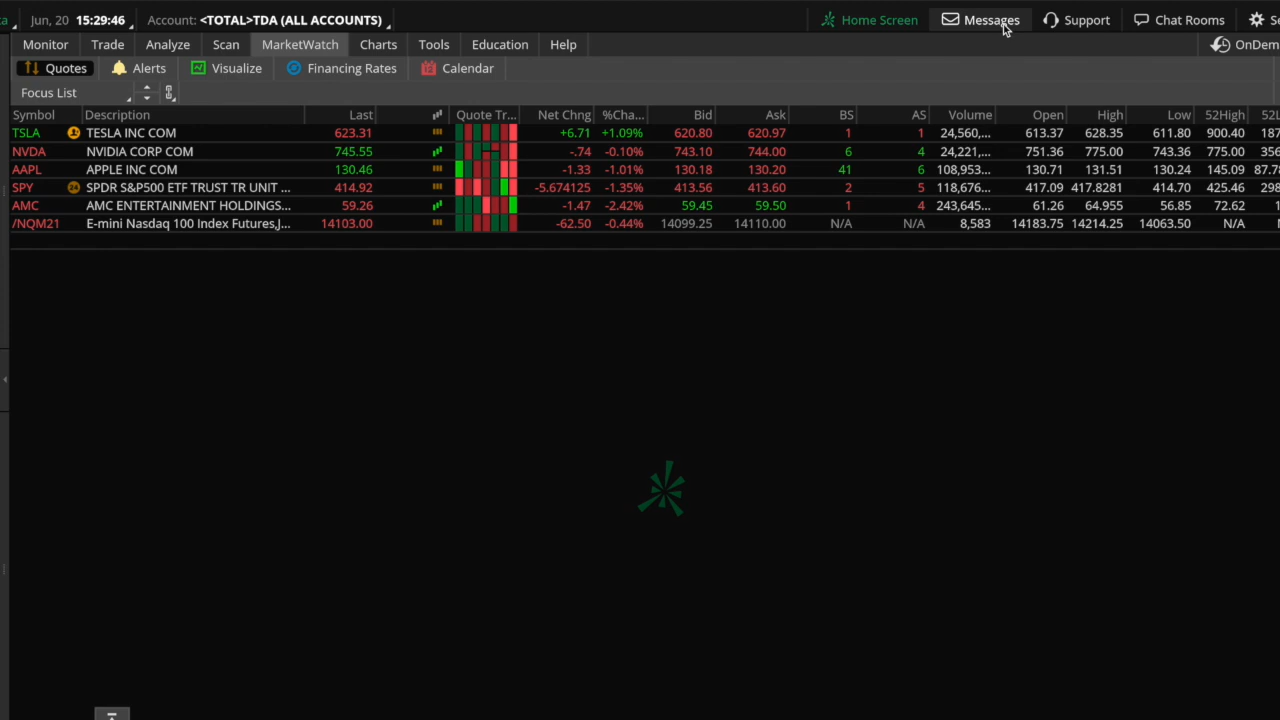 Jun, 20 15:29:46 Account: <TOTAL>TDA (ALL ACCOUNTS) Home Screen Messages Support Chat Rooms Se
Monitor Trade Analyze Scan MarketWatch Charts Tools Education Help OnDem
Quotes Alerts Visualize Financing Rates Calendar
Focus List
Symbol Description Last Quote Tr... Net Chng %Cha... Bid Ask BS AS Volume Open High Low 52High 52L
TSLA TESLA INC COM 623.31 +6.71 +1.09% 620.80 620.97 1 1 24,560,... 613.37 628.35 611.80 900.40 187
NVDA NVIDIA CORP COM 745.55 -.74 -0.10% 743.10 744.00 6 4 24,221,... 751.36 775.00 743.36 775.00 356
AAPL APPLE INC COM 130.46 -1.33 -1.01% 130.18 130.20 41 6 108,953... 130.71 131.51 130.24 145.09 87.7
SPY SPDR S&P500 ETF TRUST TR UNIT ... 414.92 -5.674125 -1.35% 413.56 413.60 2 5 118,676... 417.09 417.8281 414.70 425.46 298
AMC AMC ENTERTAINMENT HOLDINGS... 59.26 -1.47 -2.42% 59.45 59.50 1 4 243,645... 61.26 64.955 56.85 72.62 1
/NQM21 E-mini Nasdaq 100 Index Futures,J... 14103.00 -62.50 -0.44% 14099.25 14110.00 N/A N/A 8,583 14183.75 14214.25 14063.50 N/A